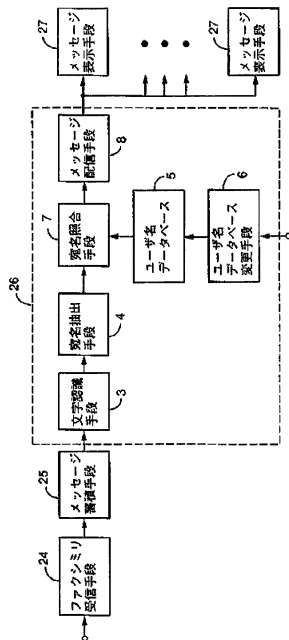 24
ファクシミリ
受信手段
25
メッセージ
蓄積手段
26
3
文字認識
手段
4
宛名抽出
手段
7
宛名照合
手段
8
メッセージ
配信手段
5
ユーザ名
データベース
6
ユーザ名
データベース
変更手段
27
メッセージ
表示手段
27
メッセージ
表示手段